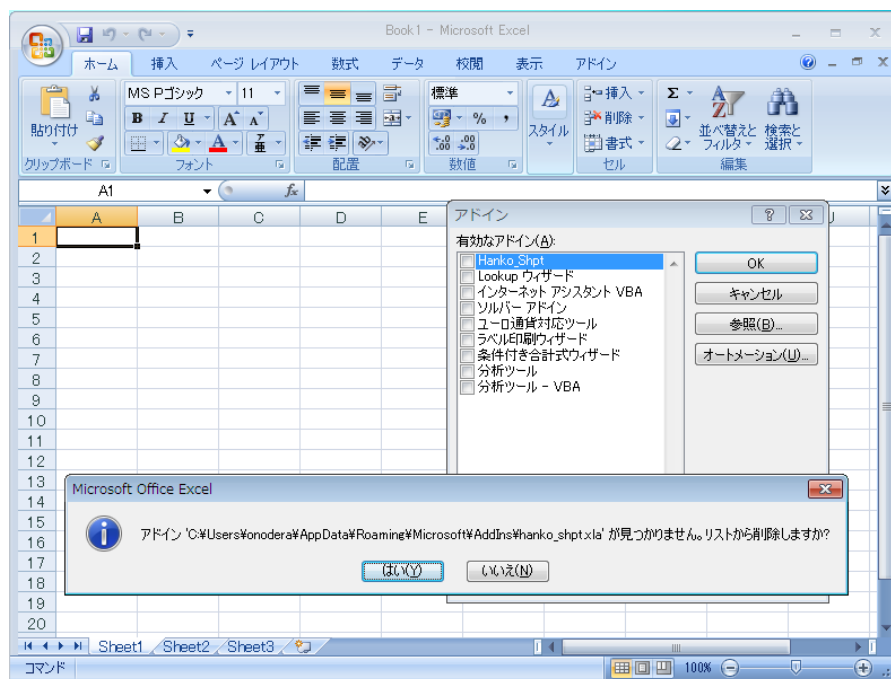 Book1 - Microsoft Excel
ホーム 挿入 ページ レイアウト 数式 データ 校閲 表示 アドイン
MS Pゴシック 11
標準
挿入
Σ
B I U A A
% ,
削除
貼り付け
スタイル
並べ替えと フィルタ
検索と 選択
A
書式
クリップボード フォント 配置 数値 セル 編集
A1 fx
A B C D E J
1
2
3
4
5
6
7
8
9
10
11
12
13
14
15
16
17
18
19
20
アドイン
有効なアドイン(A):
Hanko_Shpt
Lookup ウィザード
インターネット アシスタント VBA
ソルバー アドイン
ユーロ通貨対応ツール
ラベル印刷ウィザード
条件付き合計式ウィザード
分析ツール
分析ツール - VBA
OK
キャンセル
参照(B)...
オートメーション(U)...
Microsoft Office Excel
アドイン 'C:¥Users¥onodera¥AppData¥Roaming¥Microsoft¥AddIns¥hanko_shpt.xla' が見つかりません。リストから削除しますか?
はい(Y) いいえ(N)
Sheet1 Sheet2 Sheet3
コマンド 100%